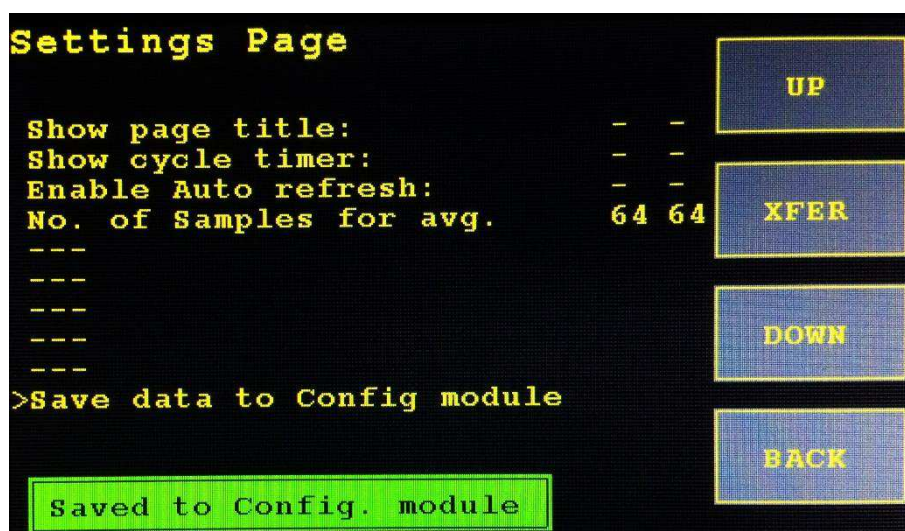 Settings Page
UP
Show page title: - -
Show cycle timer: - -
Enable Auto refresh: - -
No. of Samples for avg. 64 64
XFER
---
---
---
DOWN
---
---
>Save data to Config module
BACK
Saved to Config. module